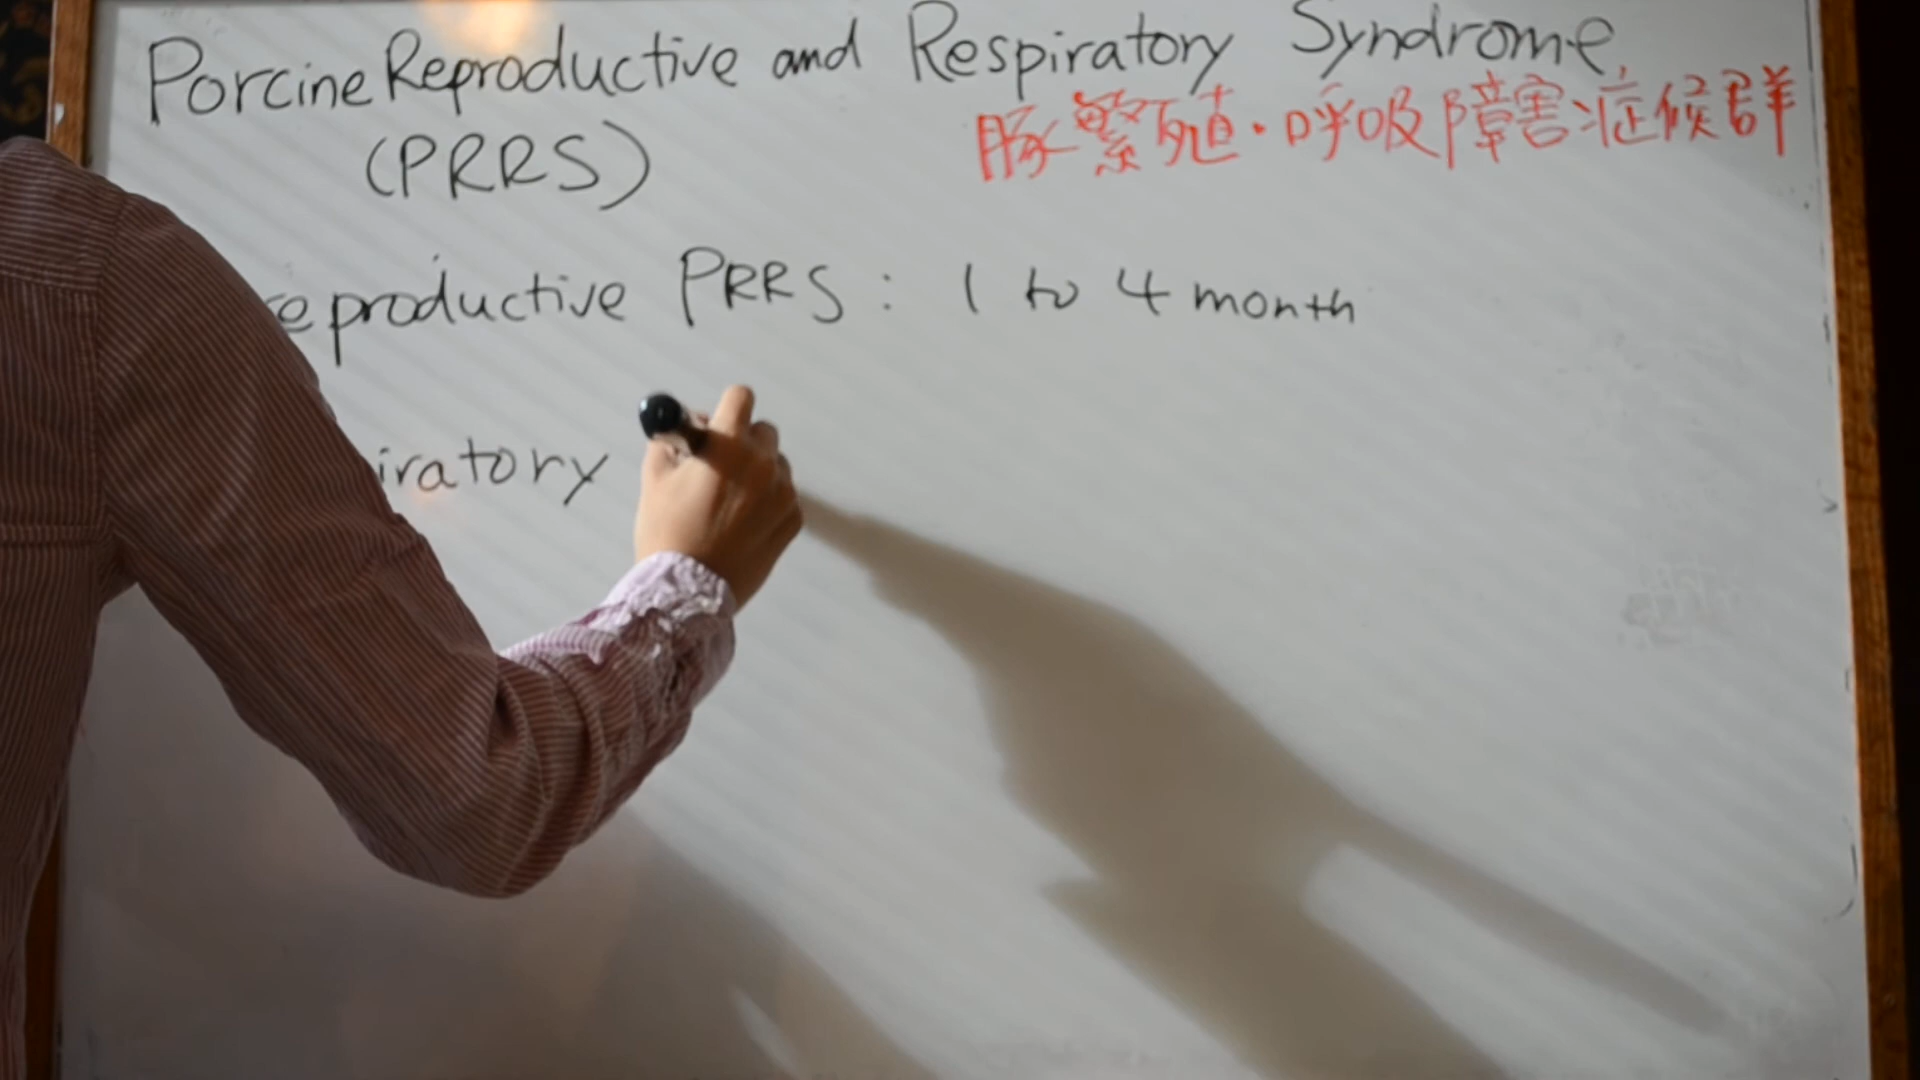 Porcine Reproductive and Respiratory Syndrome
豚繁殖・呼吸障害症候群
(PRRS)
eproductive PRRS : 1 to 4 month
iratory